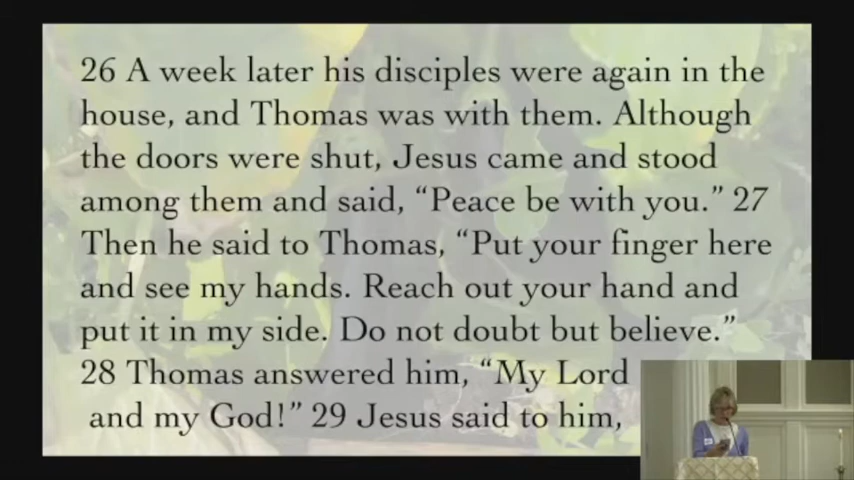 26 A week later his disciples were again in the
house, and Thomas was with them. Although
the doors were shut, Jesus came and stood
among them and said, “Peace be with you.” 27
Then he said to Thomas, “Put your finger here
and see my hands. Reach out your hand and
put it in my side. Do not doubt but believe.”
28 Thomas answered him, “My Lord
and my God!” 29 Jesus said to him,